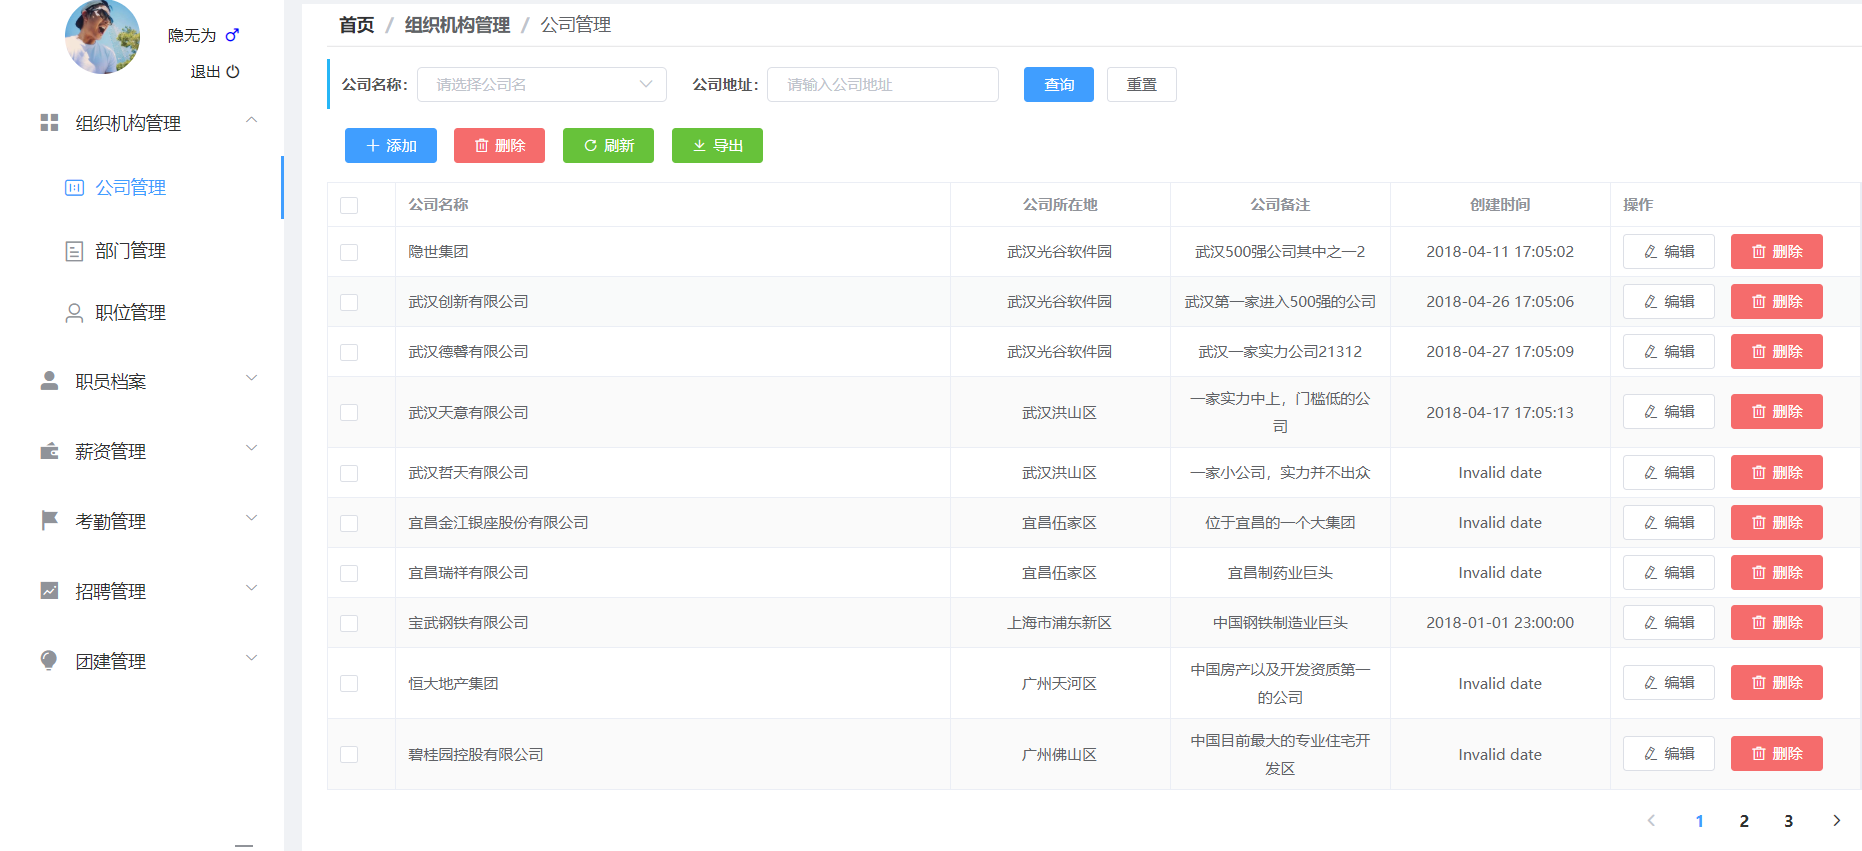 隐无为
退出
组织机构管理
公司管理
部门管理
职位管理
职员档案
薪资管理
考勤管理
招聘管理
团建管理
首页 / 组织机构管理 / 公司管理
公司名称: 请选择公司名 公司地址: 请输入公司地址 查询 重置
添加 删除 刷新 导出
公司名称 公司所在地 公司备注 创建时间 操作
隐世集团 武汉光谷软件园 武汉500强公司其中之一2 2018-04-11 17:05:02 编辑 删除
武汉创新有限公司 武汉光谷软件园 武汉第一家进入500强的公司 2018-04-26 17:05:06 编辑 删除
武汉德馨有限公司 武汉光谷软件园 武汉一家实力公司21312 2018-04-27 17:05:09 编辑 删除
武汉天意有限公司 武汉洪山区 一家实力中上，门槛低的公
司 2018-04-17 17:05:13 编辑 删除
武汉哲天有限公司 武汉洪山区 一家小公司，实力并不出众 Invalid date 编辑 删除
宜昌金江银座股份有限公司 宜昌伍家区 位于宜昌的一个大集团 Invalid date 编辑 删除
宜昌瑞祥有限公司 宜昌伍家区 宜昌制药业巨头 Invalid date 编辑 删除
宝武钢铁有限公司 上海市浦东新区 中国钢铁制造业巨头 2018-01-01 23:00:00 编辑 删除
恒大地产集团 广州天河区 中国房产以及开发资质第一
的公司 Invalid date 编辑 删除
碧桂园控股有限公司 广州佛山区 中国目前最大的专业住宅开
发区 Invalid date 编辑 删除
1 2 3